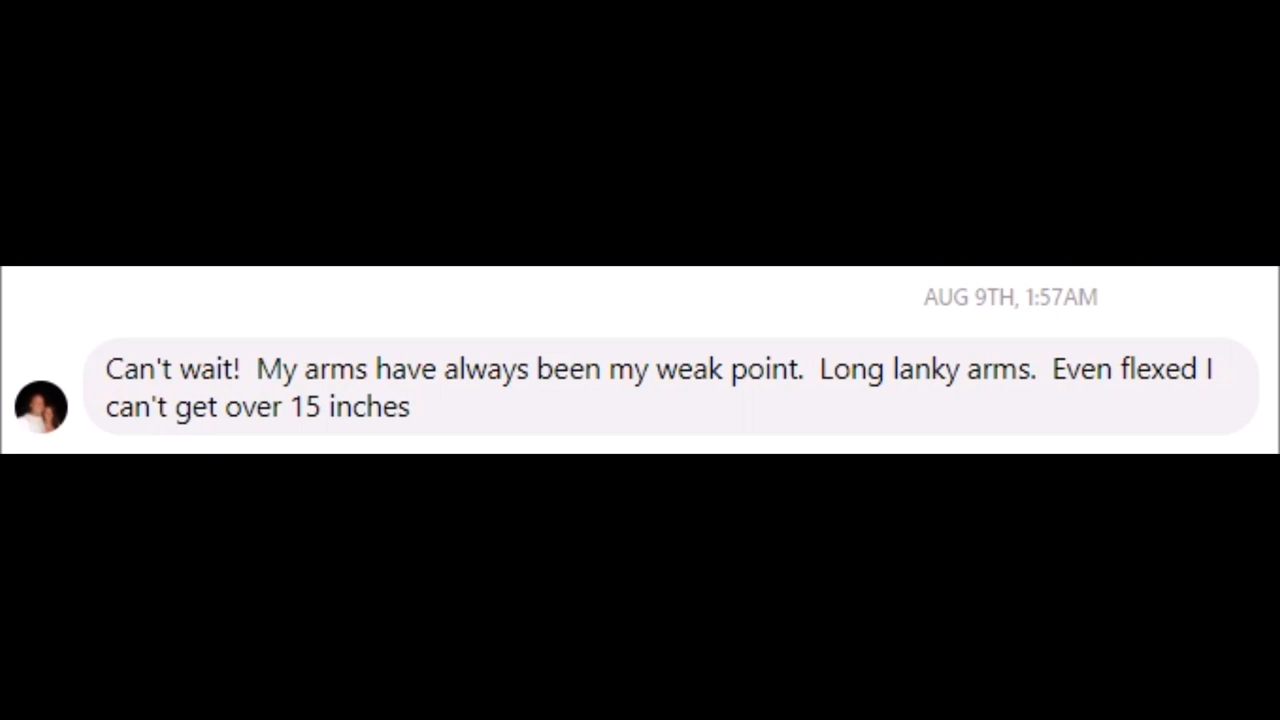 AUG 9TH, 1:57AM
Can't wait!  My arms have always been my weak point.  Long lanky arms.  Even flexed I
can't get over 15 inches